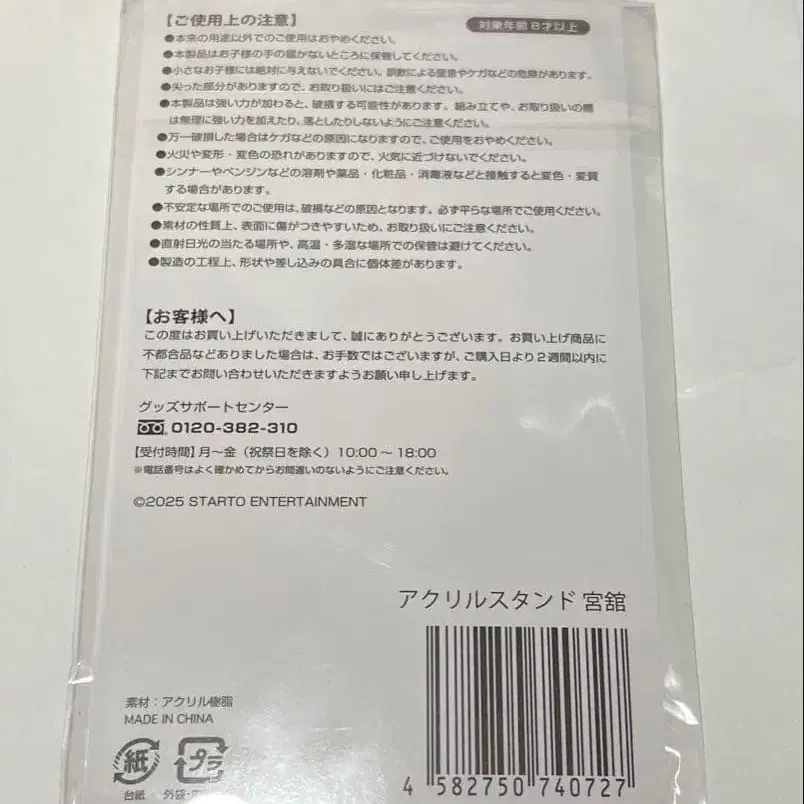 【ご使用上の注意】
対象年齢8才以上
●本来の用途以外でのご使用はおやめください。
●本製品はお子様の手の届かないところに保管してください。
●小さなお子様には絶対に与えないでください。誤飲による窒息やケガなどの危険があります。
●尖った部分がありますので、お取り扱いにはご注意ください。
●本製品は強い力が加わると、破損する可能性があります。組み立てや、お取り扱いの際
は無理に強い力を加えたり、落としたりしないようにご注意ください。
●万一破損した場合はケガなどの原因になりますので、ご使用をおやめください。
●火災や変形・変色の恐れがありますので、火気に近づけないでください。
●シンナーやベンジンなどの溶剤や薬品・化粧品・消毒液などと接触すると変色・変質
する場合があります。
●不安定な場所でのご使用は、破損などの原因となります。必ず平らな場所でご使用ください。
●素材の性質上、表面に傷がつきやすいため、お取り扱いにご注意ください。
●直射日光の当たる場所や、高温・多湿な場所での保管は避けてください。
●製造の工程上、形状や差し込みの具合に個体差があります。
【お客様へ】
この度はお買い上げいただきまして、誠にありがとうございます。お買い上げ商品に
不都合品などありました場合は、お手数ではございますが、ご購入日より2週間以内に
下記までお問い合わせいただきますようお願い申し上げます。
グッズサポートセンター
0120-382-310
【受付時間】月～金（祝祭日を除く）10:00～18:00
※電話番号はよく確かめてからお間違いのないようにご注意ください。
©2025 STARTO ENTERTAINMENT
アクリルスタンド 宮舘
素材：アクリル樹脂
MADE IN CHINA
紙 プラ
台紙 外袋・
4 582750 740727